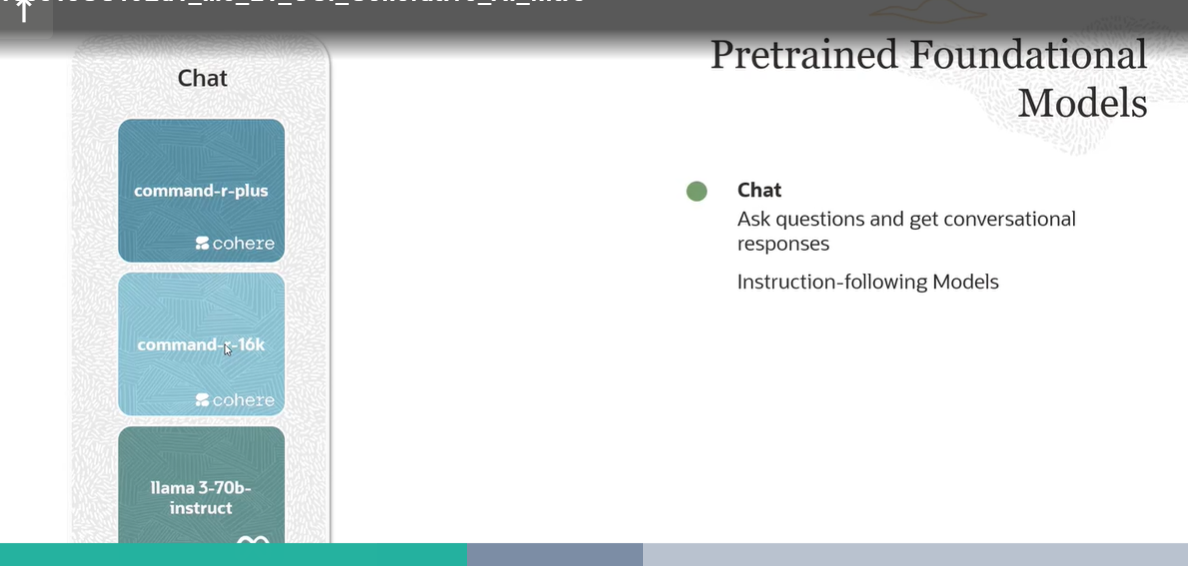 Chat
command-r-plus
cohere
command-r-16k
cohere
llama 3-70b-
instruct
Pretrained Foundational
Models
Chat
Ask questions and get conversational
responses
Instruction-following Models